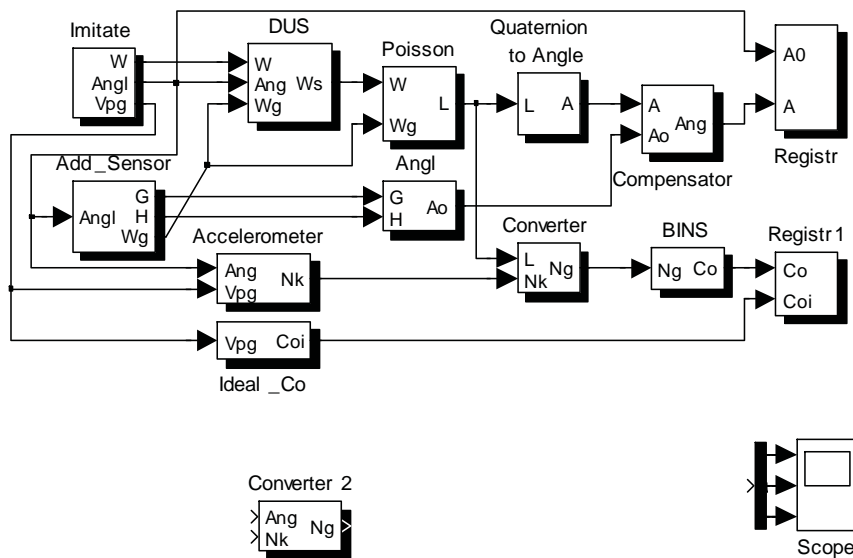 Imitate
W
Angl
Vpg
DUS
W
Ang
Wg
Ws
Poisson
W
Wg
L
Quaternion
to Angle
L
A
A
Ao
Ang
Compensator
A0
A
Registr
Add_Sensor
Angl
G
H
Wg
Angl
G
H
Ao
Accelerometer
Ang
Vpg
Nk
Converter
L
Nk
Ng
BINS
Ng
Co
Registr1
Co
Coi
Vpg
Coi
Ideal _Co
Converter 2
Ang
Nk
Ng
Scope